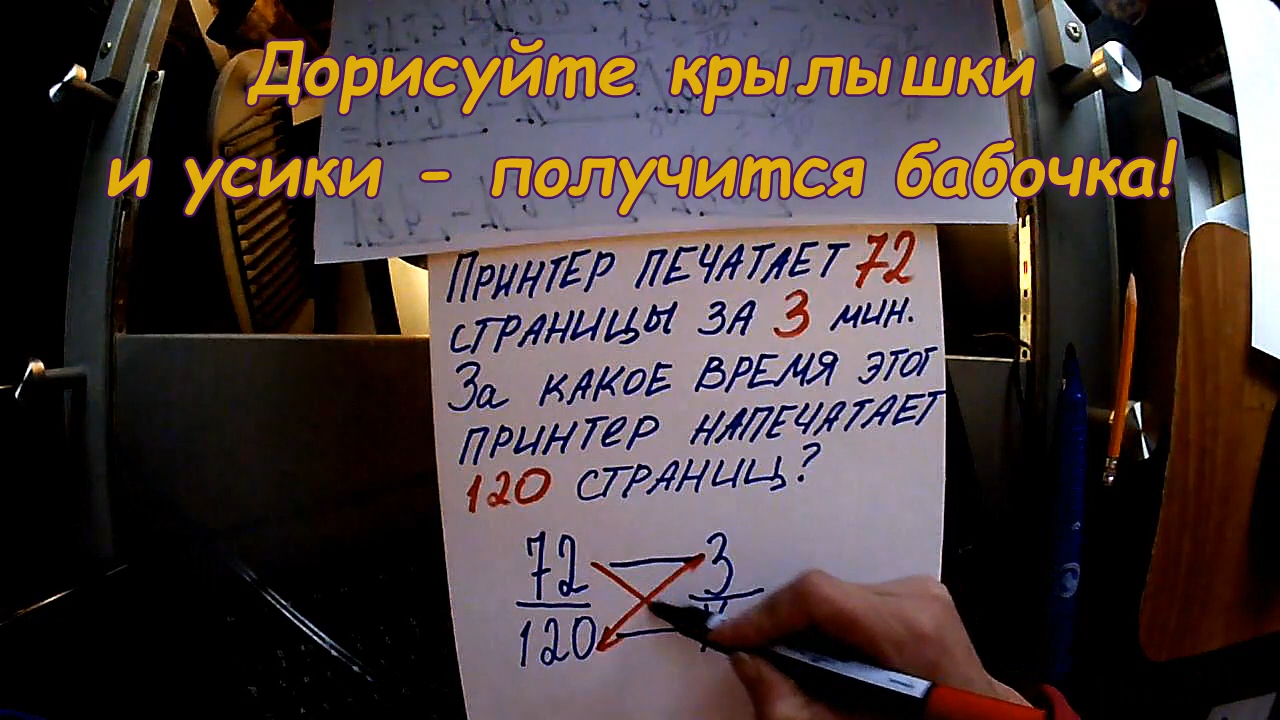 Дорисуйте крылышки
и усики - получится бабочка!
ПРИНТЕР ПЕЧАТАЕТ 72
СТРАНИЦЫ ЗА 3 МИН.
За КАКОЕ ВРЕМЯ ЭТОТ
ПРИНТеР НАПЕЧАТАЕТ
120 СТРАНИЦ?
72 3
120